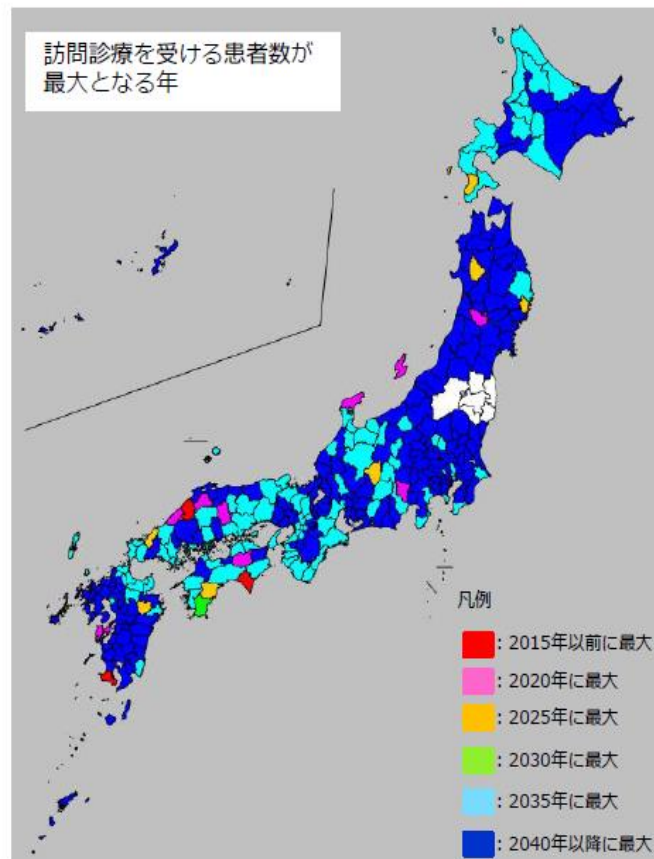 訪問診療を受ける患者数が
最大となる年
凡例
: 2015年以前に最大
: 2020年に最大
: 2025年に最大
: 2030年に最大
: 2035年に最大
: 2040年以降に最大